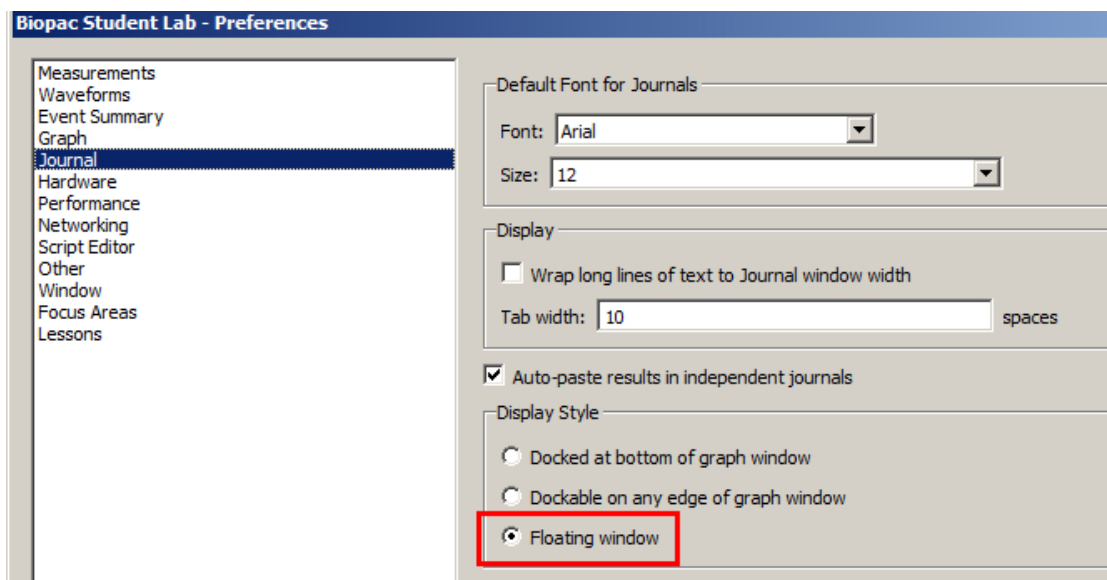 Biopac Student Lab - Preferences
Measurements
Waveforms
Event Summary
Graph
Journal
Hardware
Performance
Networking
Script Editor
Other
Window
Focus Areas
Lessons
Default Font for Journals
Font: Arial
Size: 12
Display
Wrap long lines of text to Journal window width
Tab width: 10 spaces
Auto-paste results in independent journals
Display Style
Docked at bottom of graph window
Dockable on any edge of graph window
Floating window